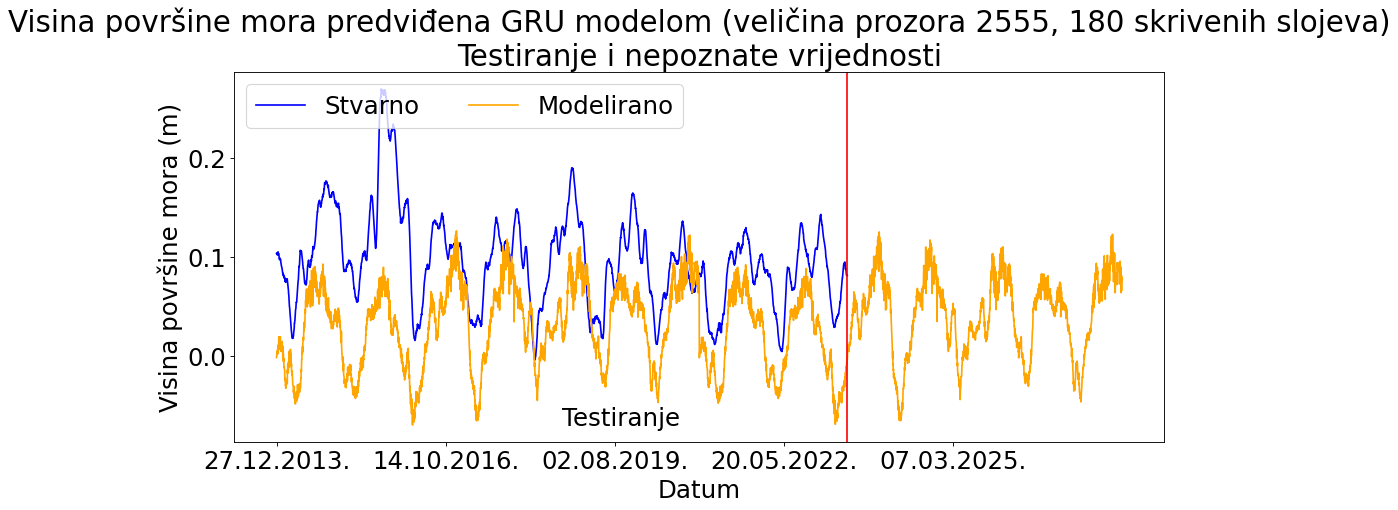 Visina površine mora predviđena GRU modelom (veličina prozora 2555, 180 skrivenih slojeva)
Testiranje i nepoznate vrijednosti
Stvarno Modelirano
Visina površine mora (m)
0.2
0.1
0.0
Testiranje
27.12.2013. 14.10.2016. 02.08.2019. 20.05.2022. 07.03.2025.
Datum